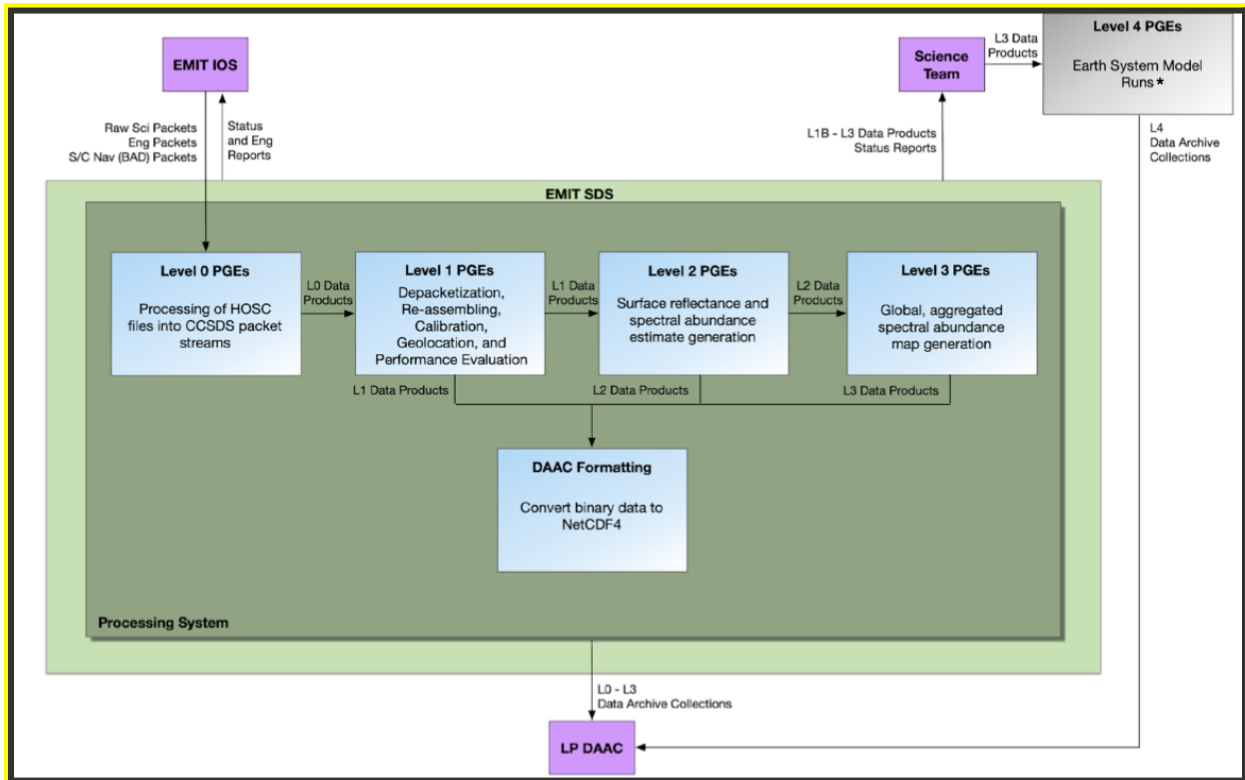 EMIT IOS
Raw Sci Packets
Eng Packets
S/C Nav (BAD) Packets
Status
and Eng
Reports
Science
Team
L3 Data
Products
Level 4 PGEs
Earth System Model
Runs *
L1B - L3 Data Products
Status Reports
L4
Data Archive
Collections
EMIT SDS
Level 0 PGEs
Processing of HOSC
files into CCSDS packet
streams
L0 Data
Products
Level 1 PGEs
Depacketization,
Re-assembling,
Calibration,
Geolocation, and
Performance Evaluation
L1 Data
Products
Level 2 PGEs
Surface reflectance and
spectral abundance
estimate generation
L2 Data
Products
Level 3 PGEs
Global, aggregated
spectral abundance
map generation
L1 Data Products
L2 Data Products
L3 Data Products
DAAC Formatting
Convert binary data to
NetCDF4
Processing System
L0 - L3
Data Archive Collections
LP DAAC